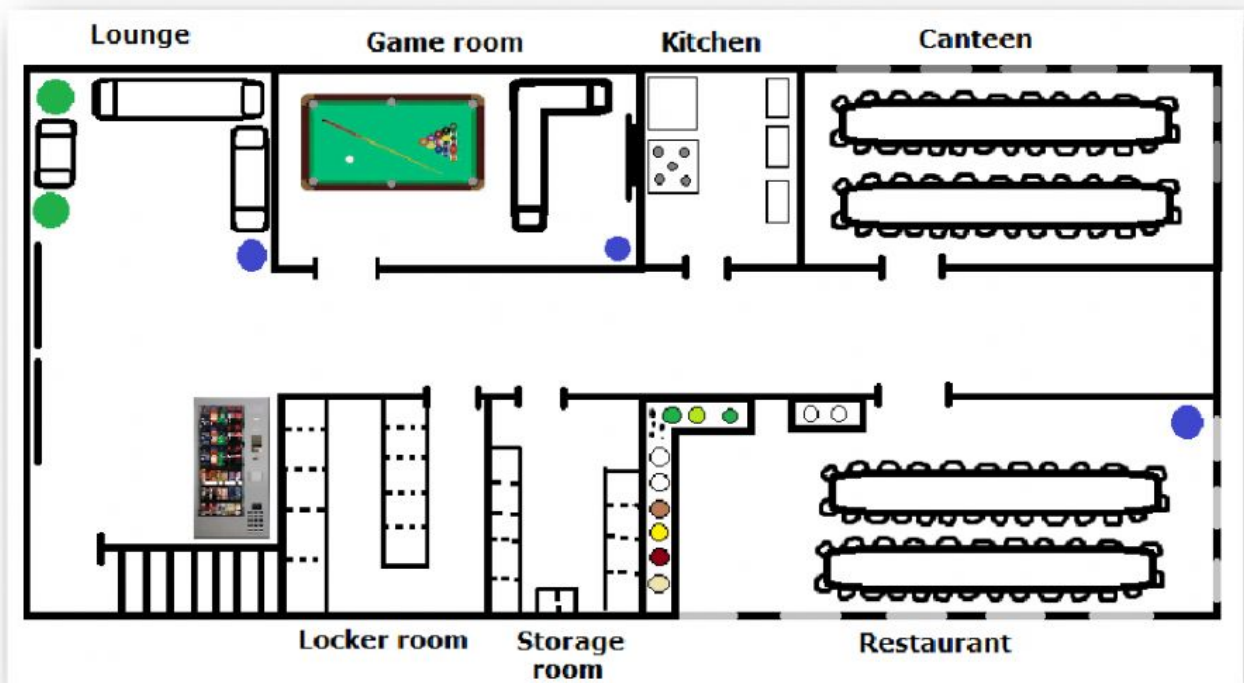 Lounge
Game room
Kitchen
Canteen
Locker room
Storage
room
Restaurant